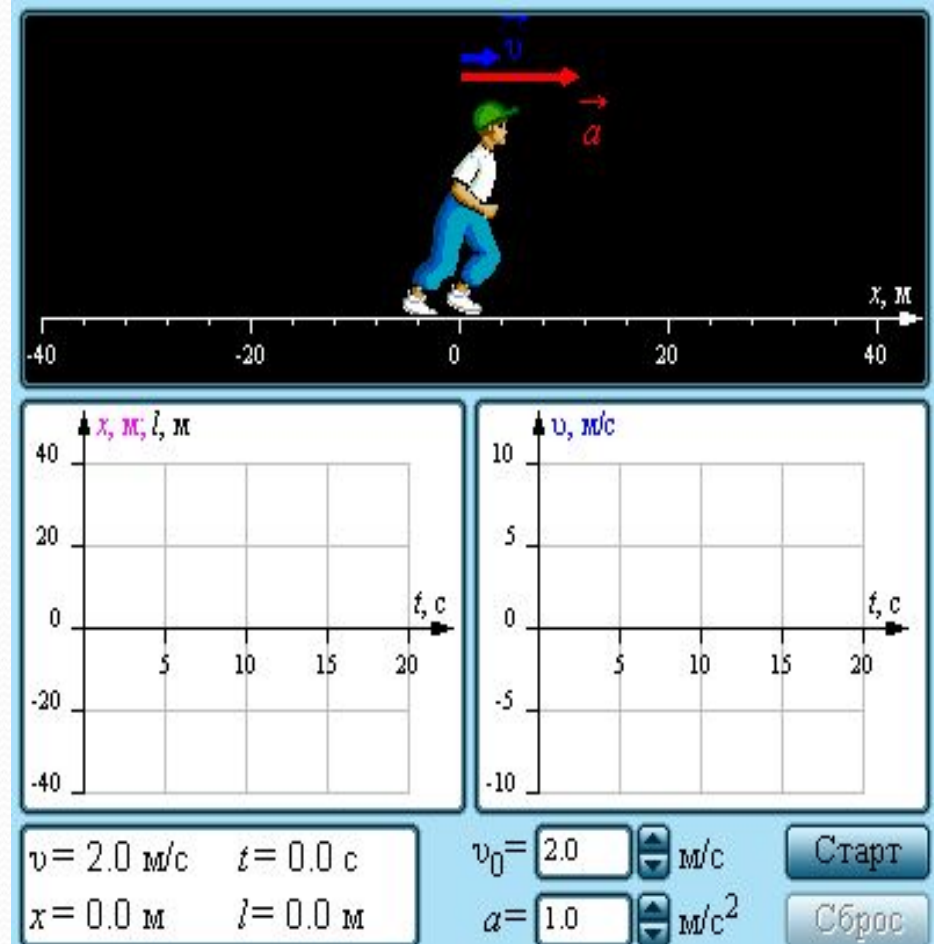 υ
a
x, м
-40 -20 0 20 40
x, м; l, м
40
20
0
-20
-40
t, с
5 10 15 20
υ, м/с
10
5
0
-5
-10
t, с
5 10 15 20
υ = 2.0 м/с t = 0.0 с
x = 0.0 м l = 0.0 м
υ₀= 2.0 м/с
a= 1.0 м/с²
Старт
Сброс